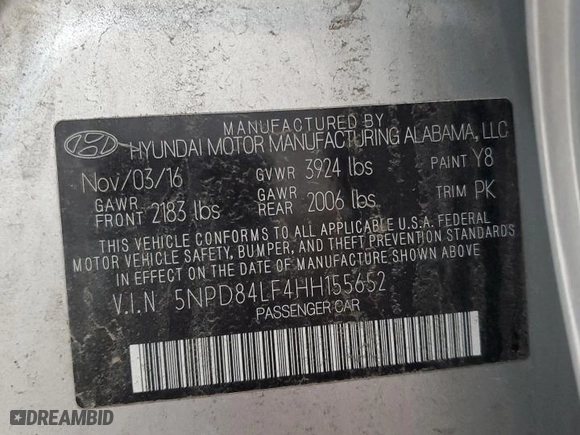 MANUFACTURED BY
HYUNDAI MOTOR MANUFACTURING ALABAMA, LLC
Nov/03/16 GVWR 3924 lbs PAINT Y8
GAWR FRONT 2183 lbs GAWR REAR 2006 lbs TRIM PK
THIS VEHICLE CONFORMS TO ALL APPLICABLE U.S.A. FEDERAL
MOTOR VEHICLE SAFETY, BUMPER, AND THEFT PREVENTION STANDARDS
IN EFFECT ON THE DATE OF MANUFACTURE SHOWN ABOVE
V.I.N 5NPD84LF4HH155652
PASSENGER CAR
DREAMBID